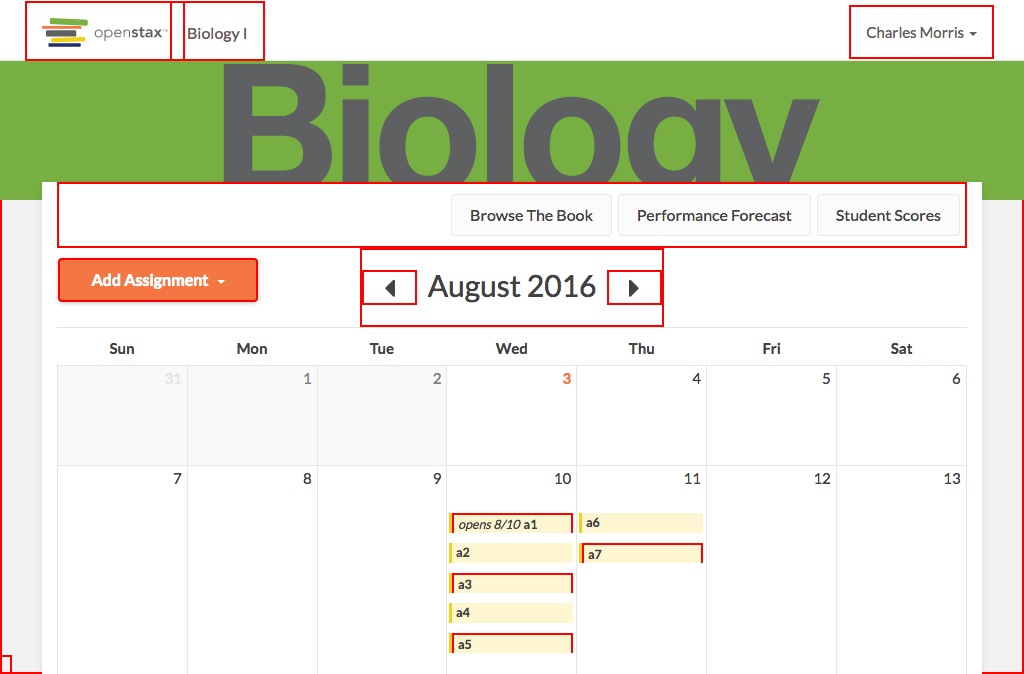 openstax™ Biology I Charles Morris
Biology
Browse The Book Performance Forecast Student Scores
Add Assignment August 2016
Sun Mon Tue Wed Thu Fri Sat
31 1 2 3 4 5 6
7 8 9 10 11 12 13
opens 8/10 a1 a6
a2 a7
a3
a4
a5